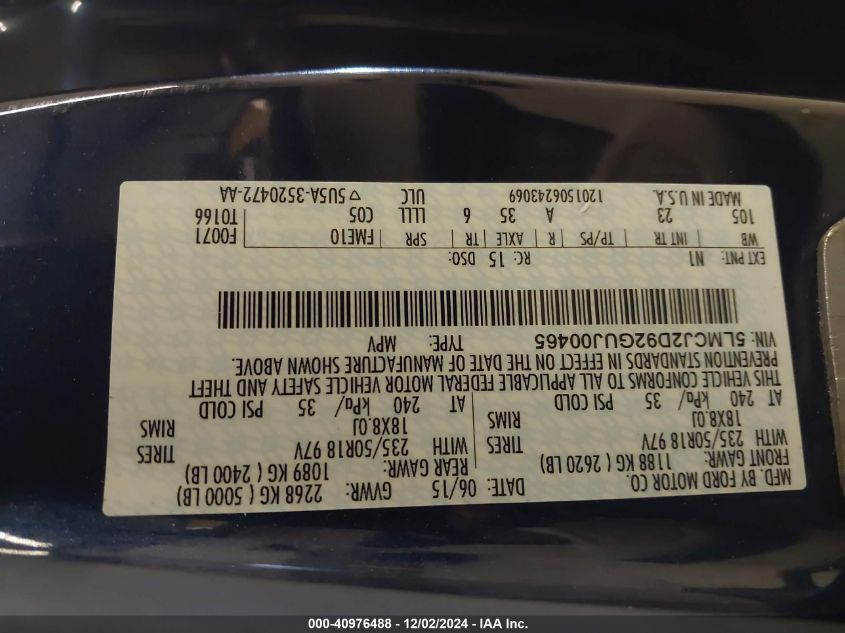 MFD. BY FORD MOTOR CO.
DATE: 06/15 GVWR: 2268 KG ( 5000 LB)
FRONT GAWR: REAR GAWR:
1188 KG ( 2620 LB) 1089 KG ( 2400 LB)
WITH TIRES WITH TIRES
235/50R18 97V 235/50R18 97V
18X8.0J RIMS 18X8.0J RIMS
AT 240 kPa/ 35 PSI COLD AT 240 kPa/ 35 PSI COLD
THIS VEHICLE CONFORMS TO ALL APPLICABLE FEDERAL MOTOR VEHICLE SAFETY AND THEFT
PREVENTION STANDARDS IN EFFECT ON THE DATE OF MANUFACTURE SHOWN ABOVE.
VIN: 5LMCJ2D92GUJ00465 TYPE: MPV
EXT PNT: N1 RC: 15 DSO:
WB INT TR TP/PS R AXLE TR SPR FME10 F0071
105 23 A 35 6 LLLL C05 T0166
MADE IN U.S.A. 1201506243069 ULC ▽ 5U5A-3520472-AA
000-40976488 - 12/02/2024 - IAA Inc.